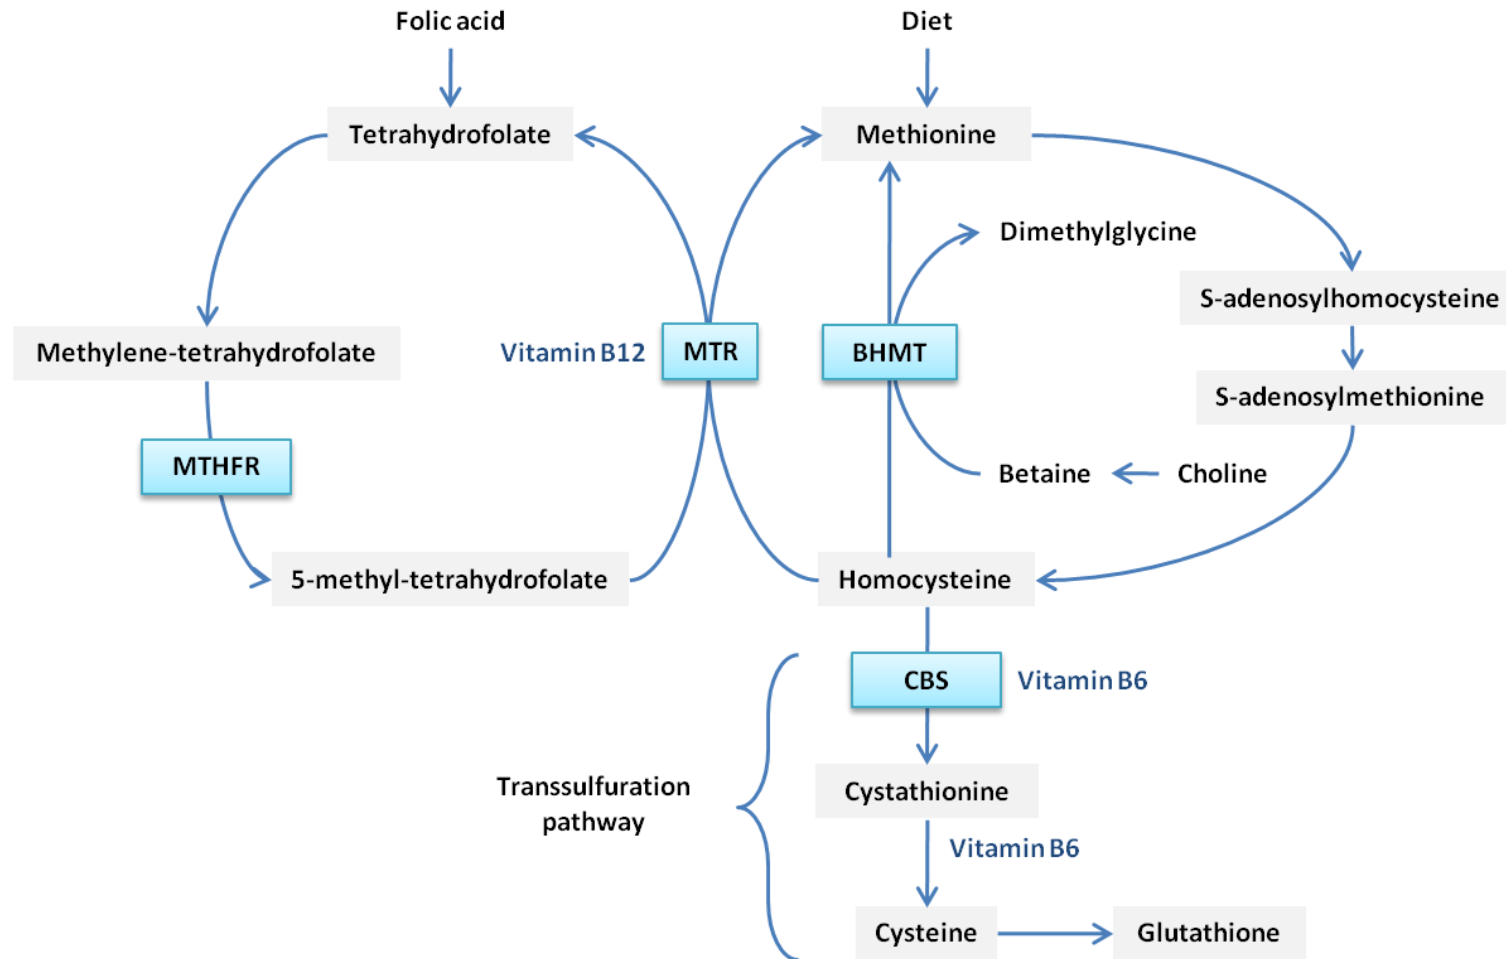 Folic acid
Diet
Tetrahydrofolate
Methionine
Dimethylglycine
S-adenosylhomocysteine
Methylene-tetrahydrofolate
Vitamin B12
MTR
BHMT
S-adenosylmethionine
MTHFR
Betaine
Choline
5-methyl-tetrahydrofolate
Homocysteine
CBS
Vitamin B6
Transsulfuration
pathway
Cystathionine
Vitamin B6
Cysteine
Glutathione